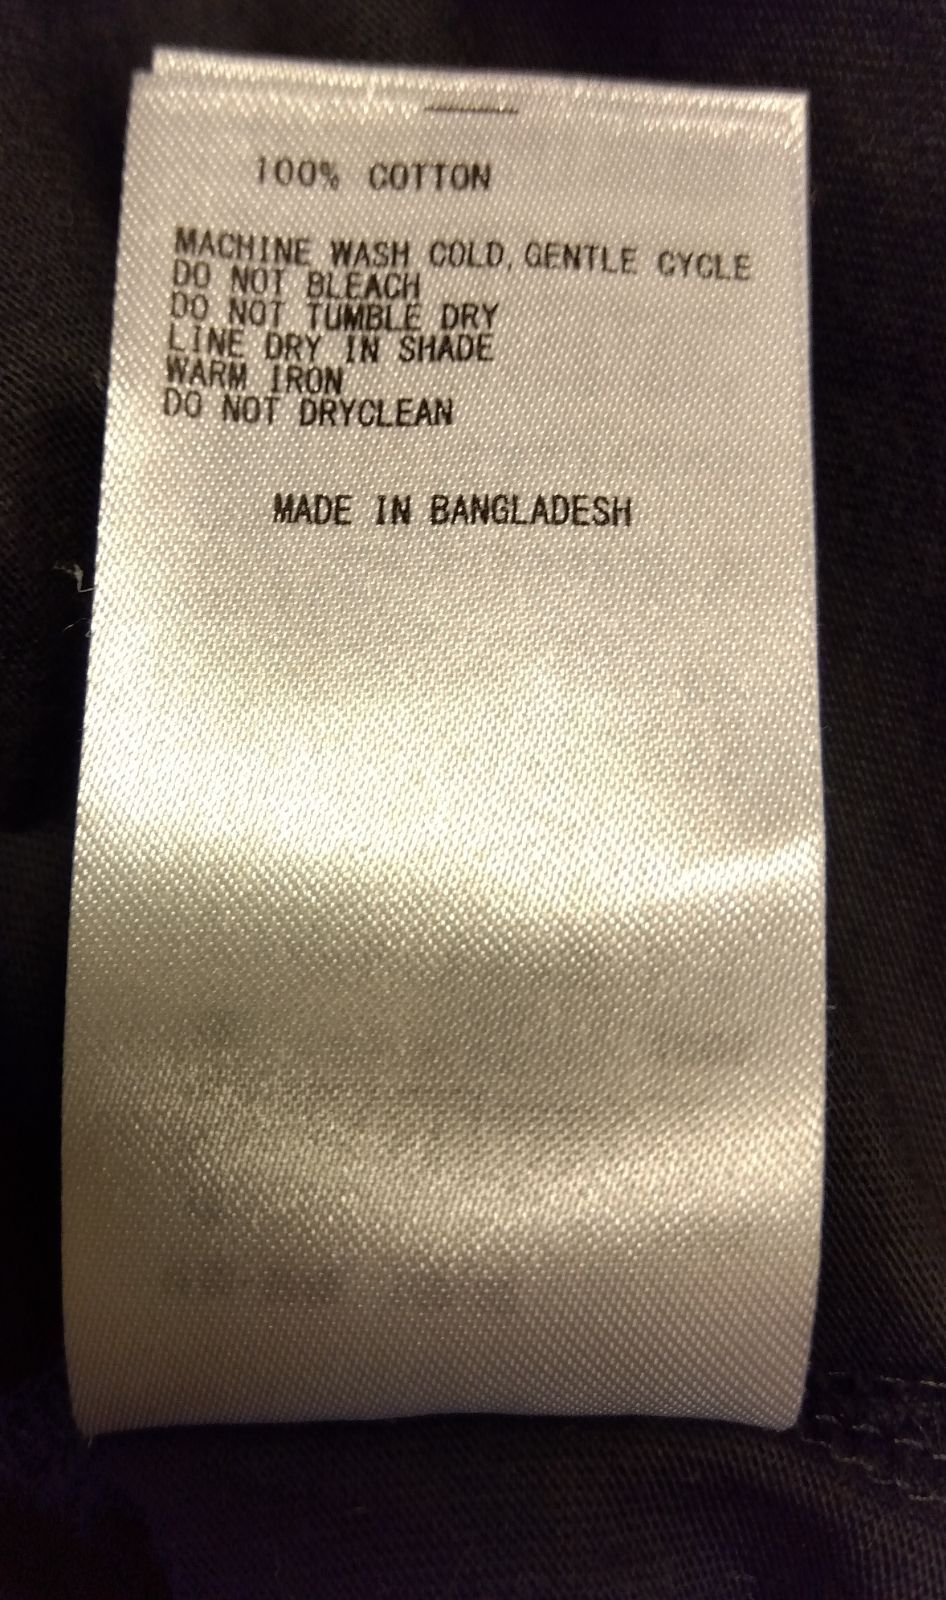 100% COTTON
MACHINE WASH COLD, GENTLE CYCLE
DO NOT BLEACH
DO NOT TUMBLE DRY
LINE DRY IN SHADE
WARM IRON
DO NOT DRYCLEAN
MADE IN BANGLADESH